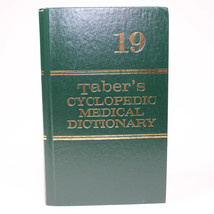 19
Taber's
CYCLOPEDIC
MEDICAL
DICTIONARY